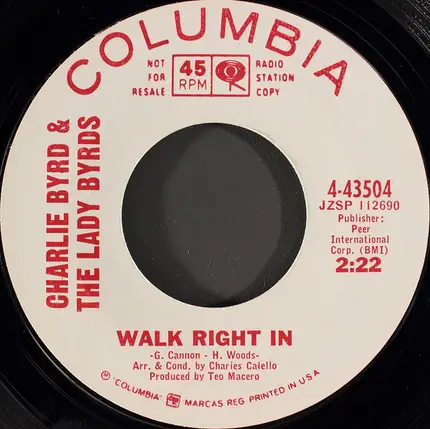 COLUMBIA
NOT FOR RESALE
45 RPM
RADIO STATION COPY
CHARLIE BYRD &
THE LADY BYRDS
4-43504
JZSP 112690
Publisher:
Peer
International
Corp. (BMI)
2:22
WALK RIGHT IN
-G. Cannon - H. Woods-
Arr. & Cond. by Charles Calello
Produced by Teo Macero
℗ "COLUMBIA" MARCAS REG. PRINTED IN U S A